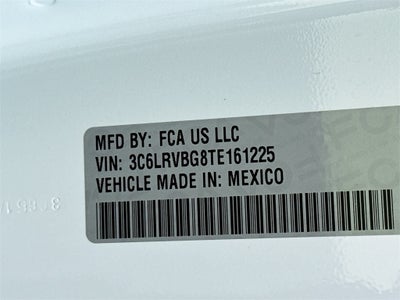 MFD BY: FCA US LLC
VIN: 3C6LRVBG8TE161225
VEHICLE MADE IN: MEXICO